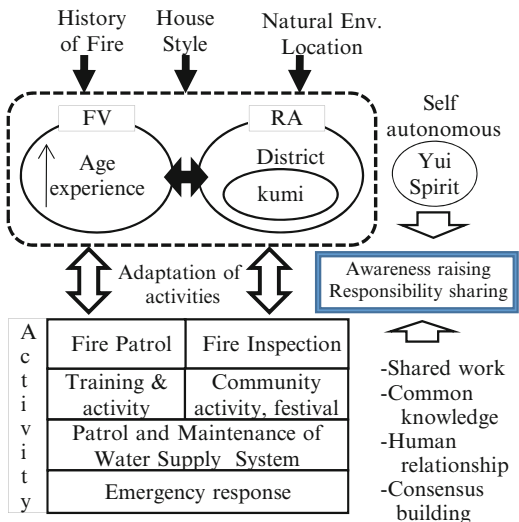 History
of Fire
House
Style
Natural Env.
Location
FV
RA
Age
experience
District
kumi
Self
autonomous
Yui
Spirit
Adaptation of
activities
Awareness raising
Responsibility sharing
Activity
Fire Patrol
Fire Inspection
Training &
activity
Community
activity, festival
Patrol and Maintenance of
Water Supply System
Emergency response
-Shared work
-Common
knowledge
-Human
relationship
-Consensus
building